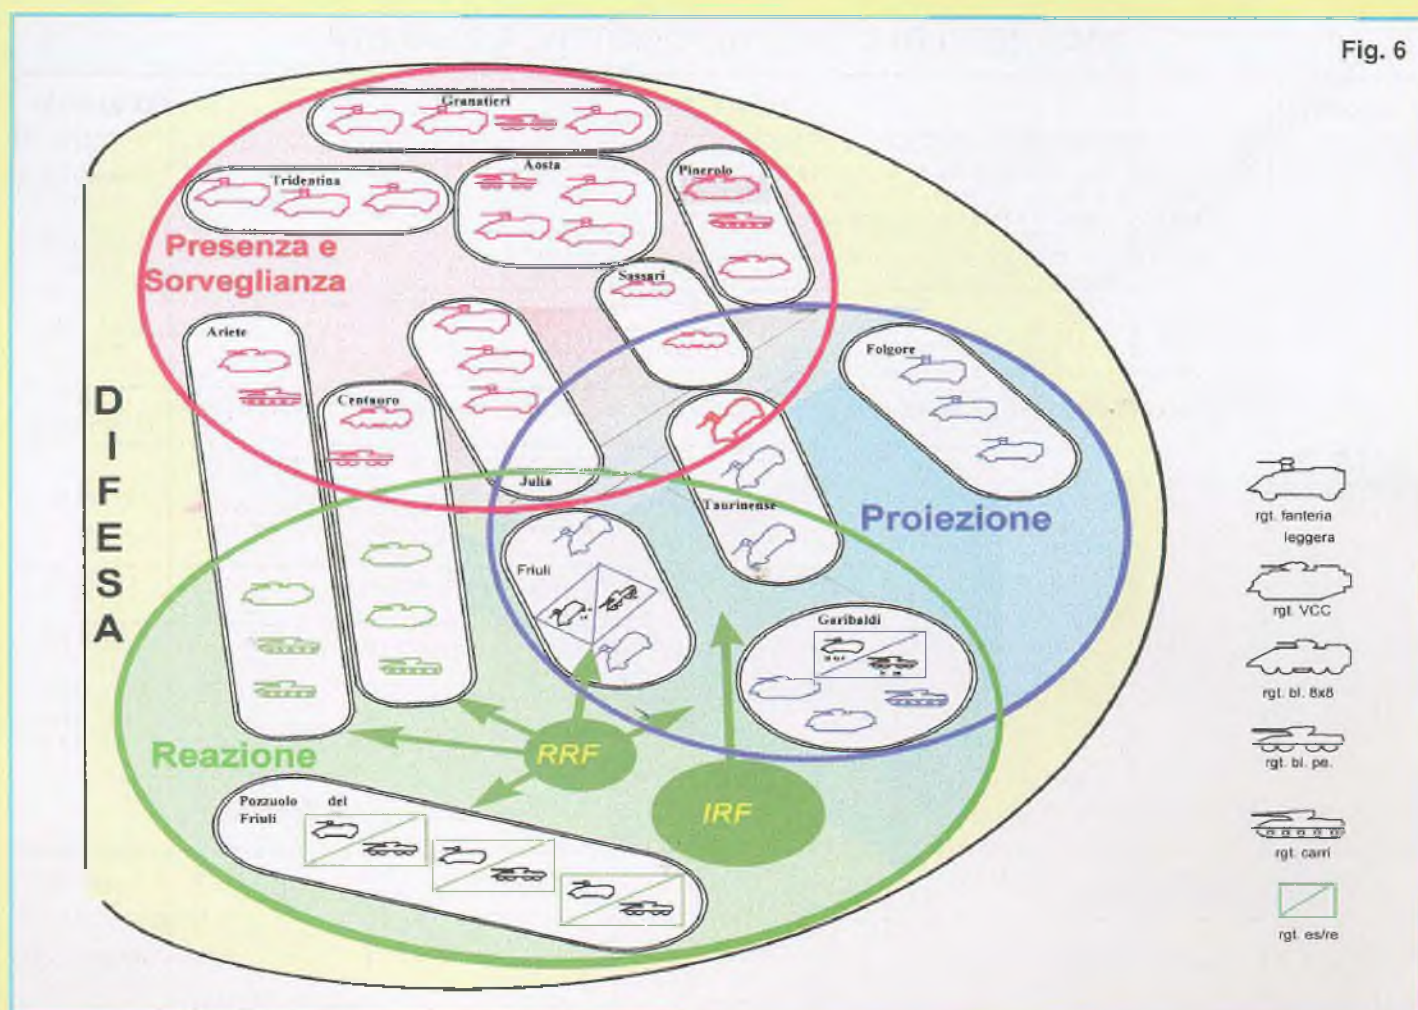 Fig. 6
Granatieri
Tridentina
Aosta
Pinerolo
Presenza e
Sorveglianza
Sassari
Ariete
Folgore
Centauro
DIFESA
Julia
Taurinense
Proiezione
Friuli
Garibaldi
Reazione
RRF
IRF
Pozzuolo del
Friuli
rgt. fanteria
leggera
rgt. VCC
rgt. bl. 8x8
rgt. bl. pe.
rgt. carri
rgt. es/re